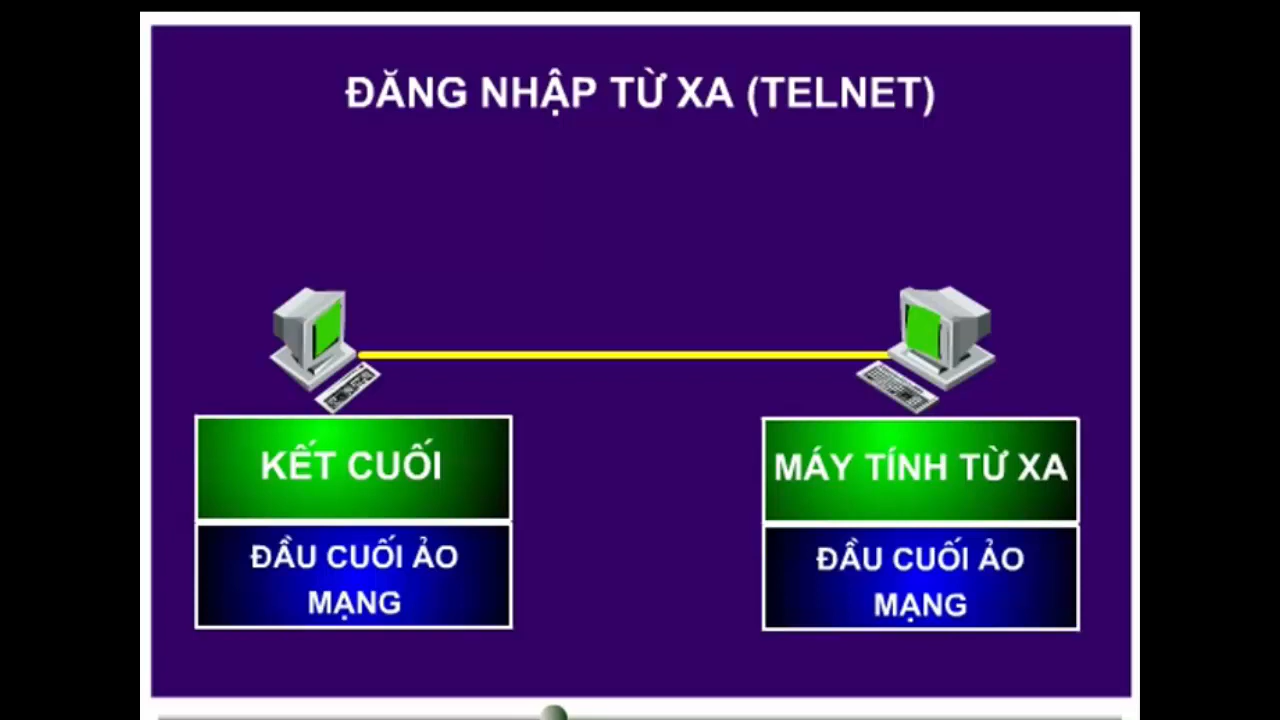 ĐĂNG NHẬP TỪ XA (TELNET)
KẾT CUỐI
MÁY TÍNH TỪ XA
ĐẦU CUỐI ẢO
MẠNG
ĐẦU CUỐI ẢO
MẠNG